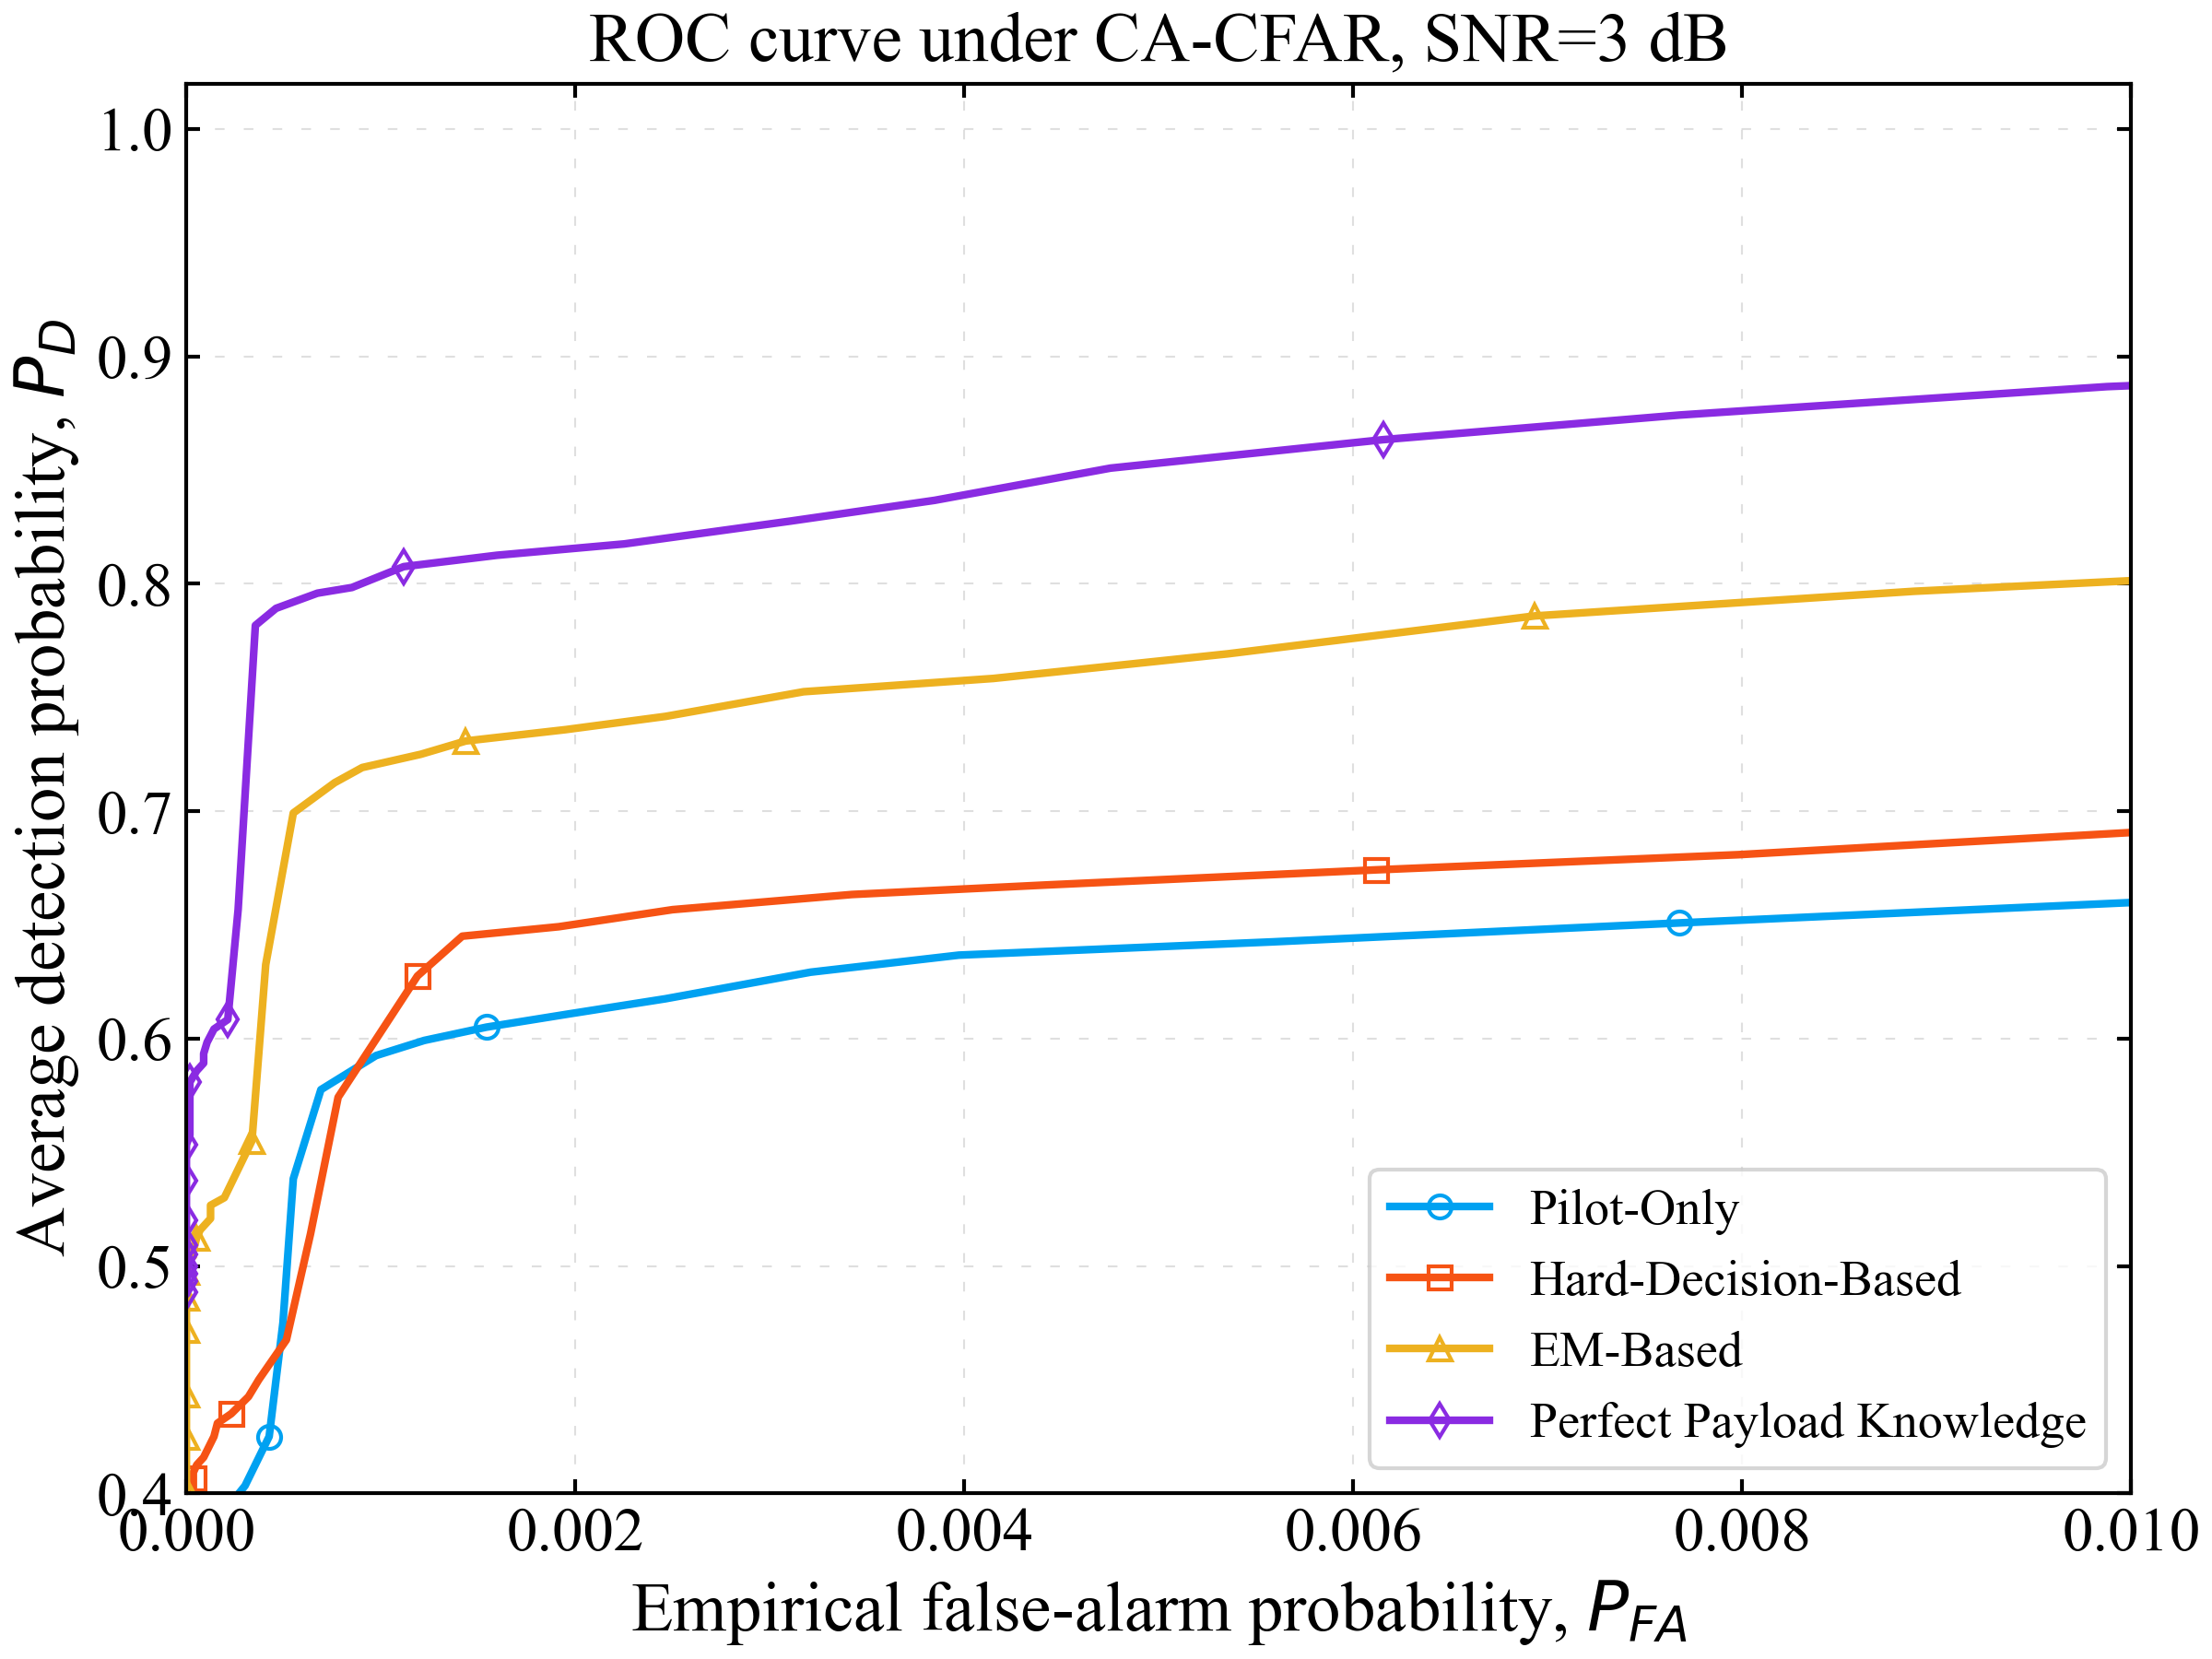 ROC curve under CA-CFAR, SNR=3 dB
Average detection probability, P_D
1.0
0.9
0.8
0.7
0.6
0.5
0.4
0.000
0.002
0.004
0.006
0.008
0.010
Empirical false-alarm probability, P_FA
Pilot-Only
Hard-Decision-Based
EM-Based
Perfect Payload Knowledge